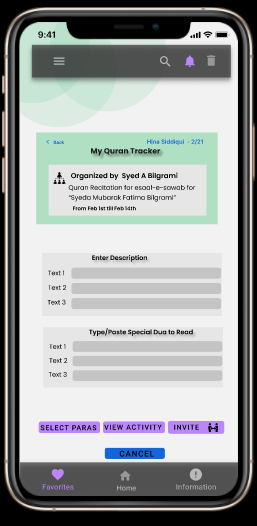 9:41
Back
Hina Siddiqui - 2/21
My Quran Tracker
Organized by Syed A Bilgrami
Quran Recitation for esaal-e-sawab for
"Syeda Mubarak Fatima Bilgrami"
From Feb 1st till Feb 14th
Enter Description
Text 1
Text 2
Text 3
Type/Paste Special Dua to Read
Text 1
Text 2
Text 3
SELECT PARAS VIEW ACTIVITY INVITE
CANCEL
Favorites Home Information